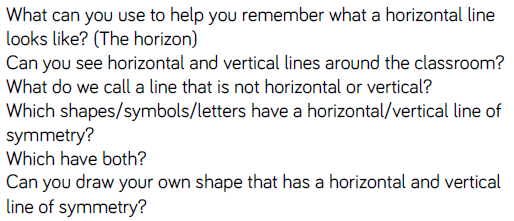 What can you use to help you remember what a horizontal line
looks like? (The horizon)
Can you see horizontal and vertical lines around the classroom?
What do we call a line that is not horizontal or vertical?
Which shapes/symbols/letters have a horizontal/vertical line of
symmetry?
Which have both?
Can you draw your own shape that has a horizontal and vertical
line of symmetry?